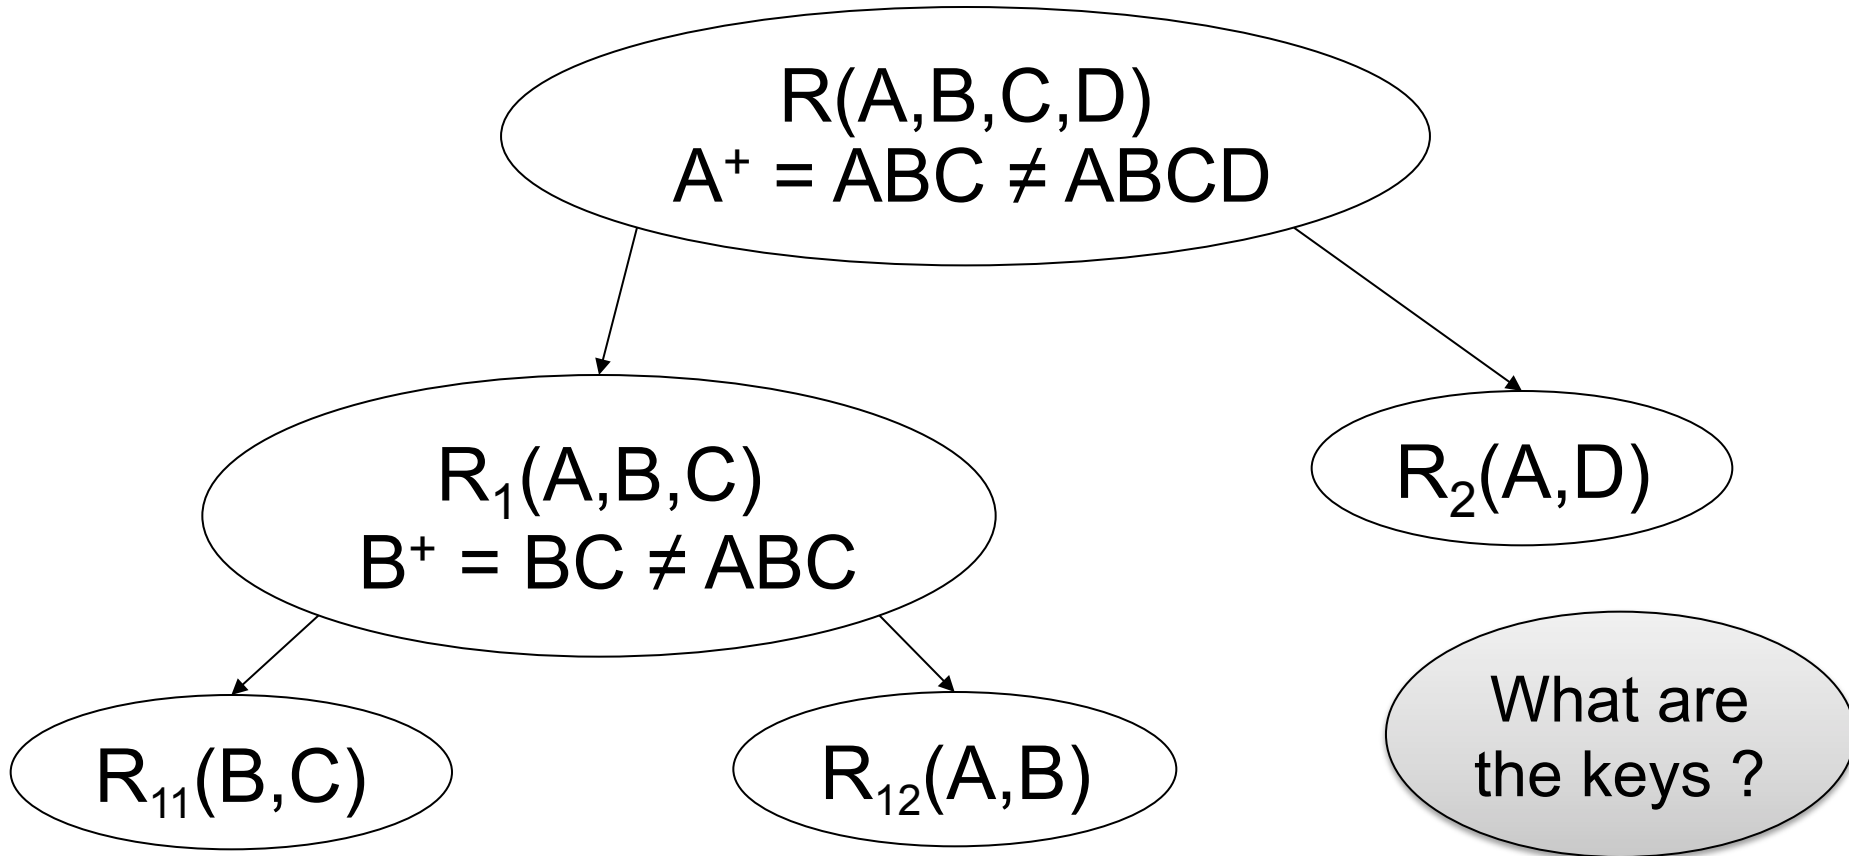 R(A,B,C,D)
A⁺ = ABC ≠ ABCD
R₁(A,B,C)
B⁺ = BC ≠ ABC
R₂(A,D)
R₁₁(B,C)
R₁₂(A,B)
What are
the keys ?